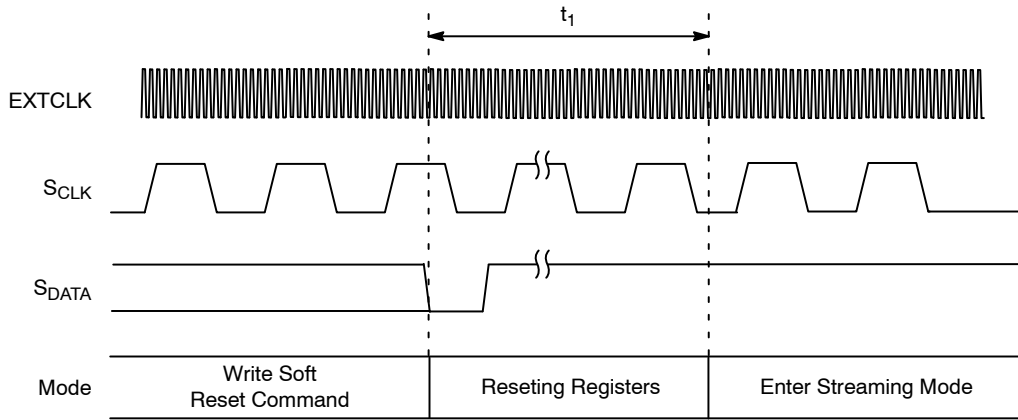 t1
EXTCLK
SCLK
SDATA
Mode
Write Soft
Reset Command
Reseting Registers
Enter Streaming Mode